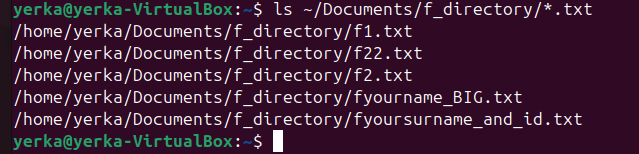 yerka@yerka-VirtualBox:~$ ls ~/Documents/f_directory/*.txt
/home/yerka/Documents/f_directory/f1.txt
/home/yerka/Documents/f_directory/f22.txt
/home/yerka/Documents/f_directory/f2.txt
/home/yerka/Documents/f_directory/fyourname_BIG.txt
/home/yerka/Documents/f_directory/fyoursurname_and_id.txt
yerka@yerka-VirtualBox:~$